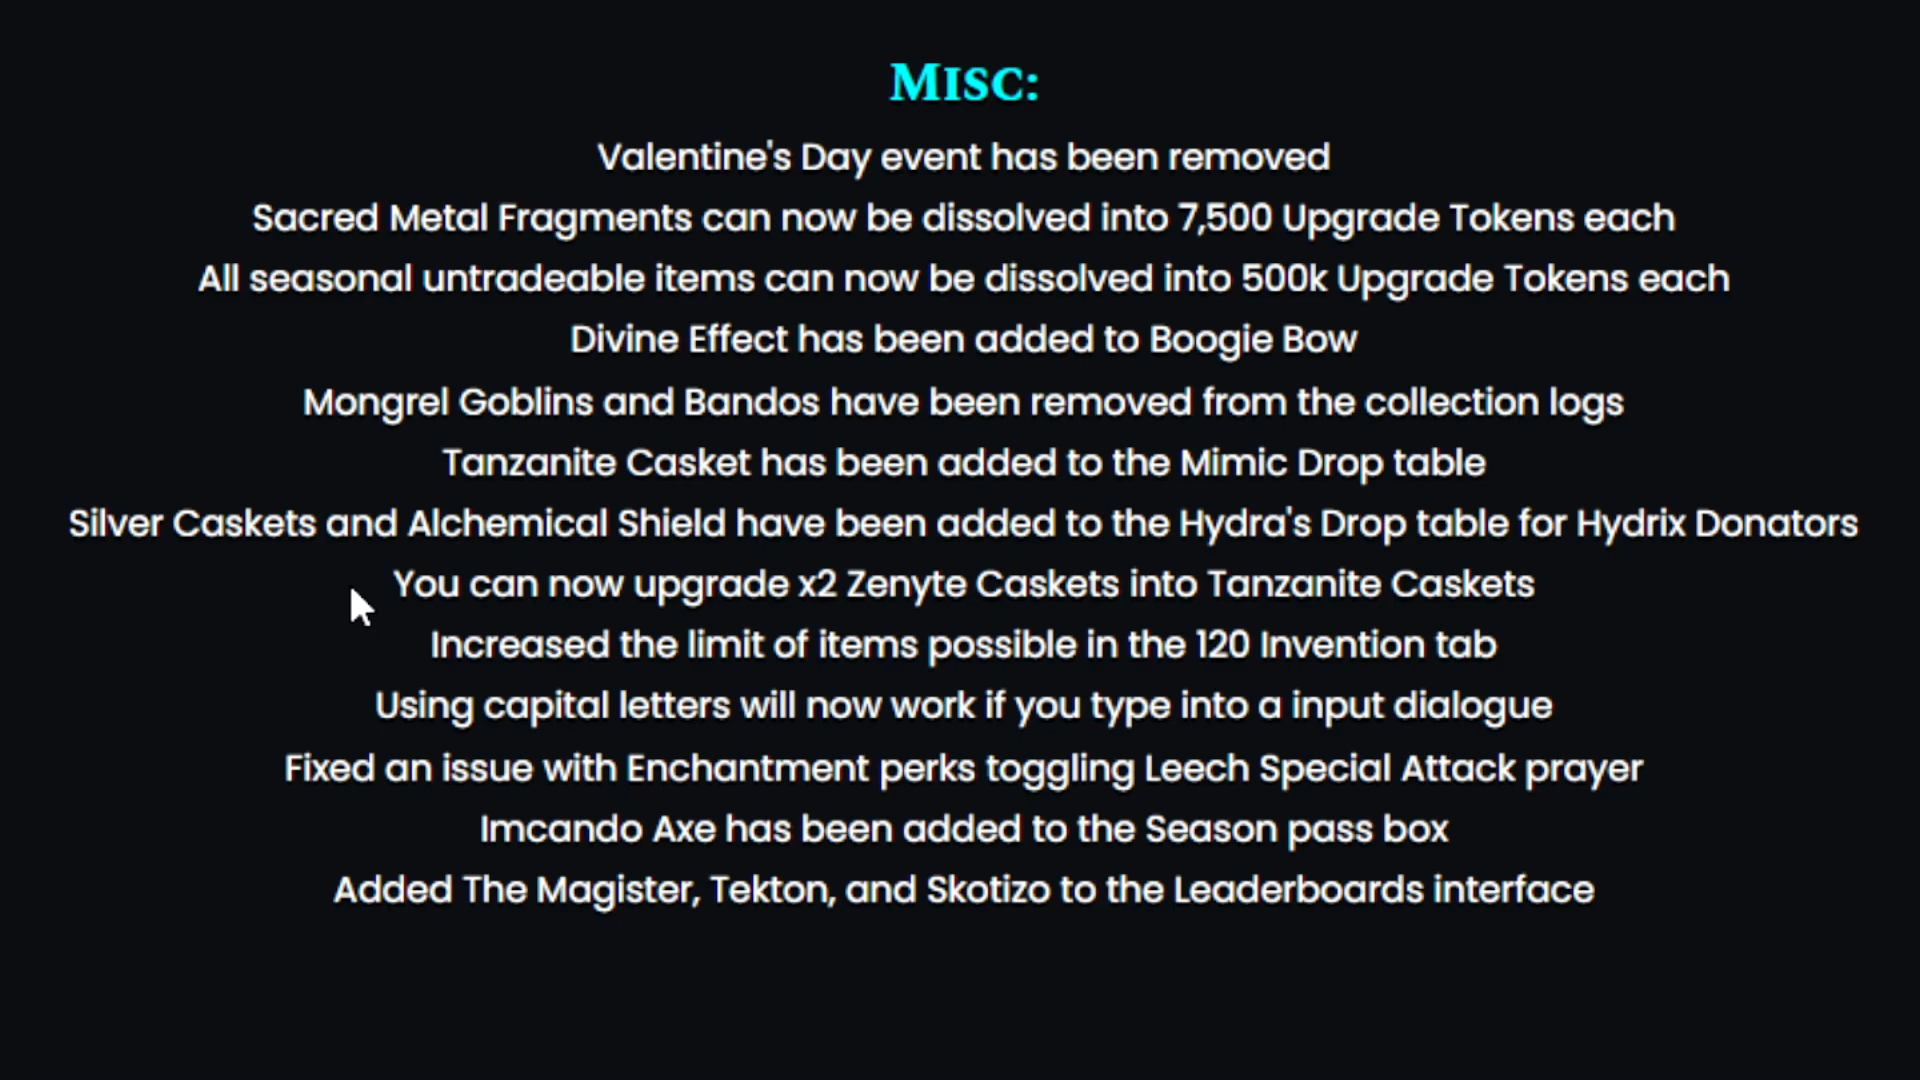 Misc:
Valentine's Day event has been removed
Sacred Metal Fragments can now be dissolved into 7,500 Upgrade Tokens each
All seasonal untradeable items can now be dissolved into 500k Upgrade Tokens each
Divine Effect has been added to Boogie Bow
Mongrel Goblins and Bandos have been removed from the collection logs
Tanzanite Casket has been added to the Mimic Drop table
Silver Caskets and Alchemical Shield have been added to the Hydra's Drop table for Hydrix Donators
You can now upgrade x2 Zenyte Caskets into Tanzanite Caskets
Increased the limit of items possible in the 120 Invention tab
Using capital letters will now work if you type into a input dialogue
Fixed an issue with Enchantment perks toggling Leech Special Attack prayer
Imcando Axe has been added to the Season pass box
Added The Magister, Tekton, and Skotizo to the Leaderboards interface